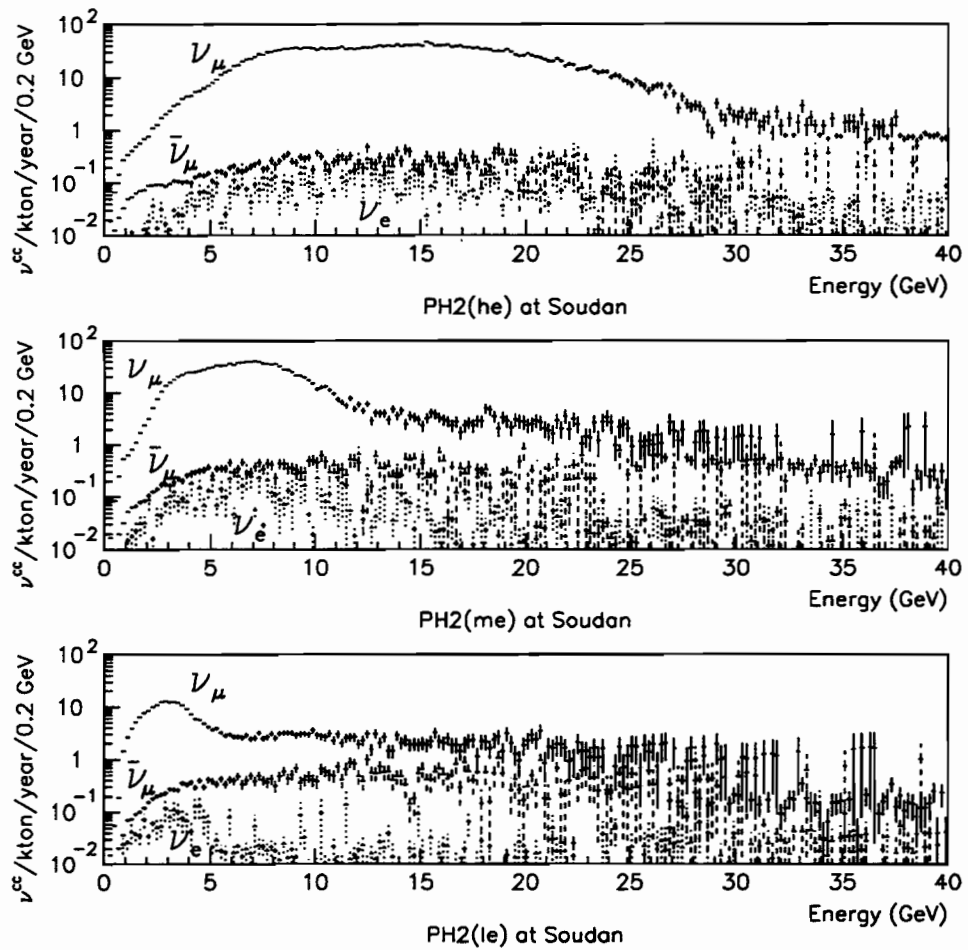 ν^cc/kton/year/0.2 GeV
10^2
10
1
10^-1
10^-2
ν_μ
ν̄_μ
ν_e
0 5 10 15 20 25 30 35 40
Energy (GeV)
PH2(he) at Soudan
ν^cc/kton/year/0.2 GeV
10^2
10
1
10^-1
10^-2
ν_μ
ν̄_μ
ν_e
0 5 10 15 20 25 30 35 40
Energy (GeV)
PH2(me) at Soudan
ν^cc/kton/year/0.2 GeV
10^2
10
1
10^-1
10^-2
ν_μ
ν̄_μ
ν_e
0 5 10 15 20 25 30 35 40
Energy (GeV)
PH2(le) at Soudan